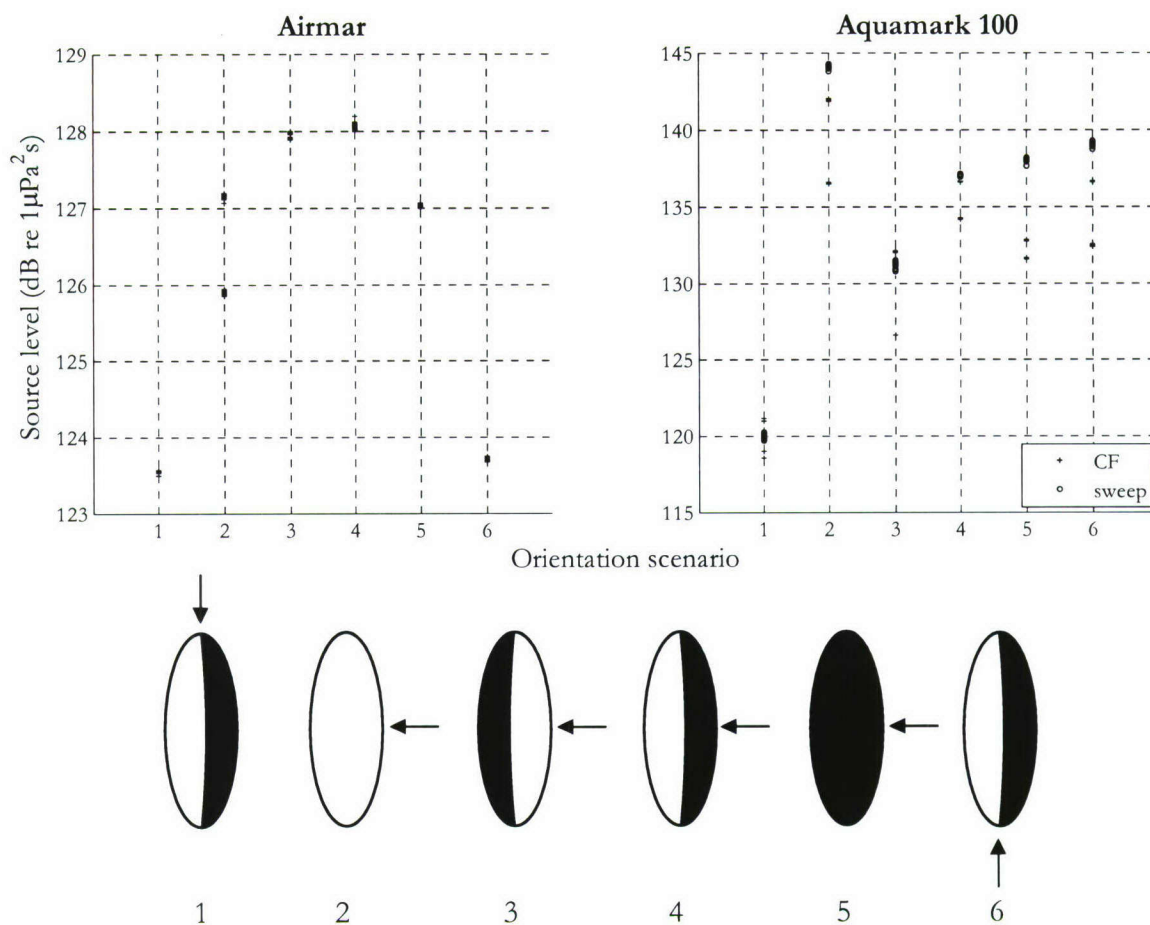 Airmar
Source level (dB re 1µPa²s)
129
128
127
126
125
124
123
1 2 3 4 5 6
Aquamark 100
145
140
135
130
125
120
115
+ CF
o sweep
1 2 3 4 5 6
Orientation scenario
1 2 3 4 5 6